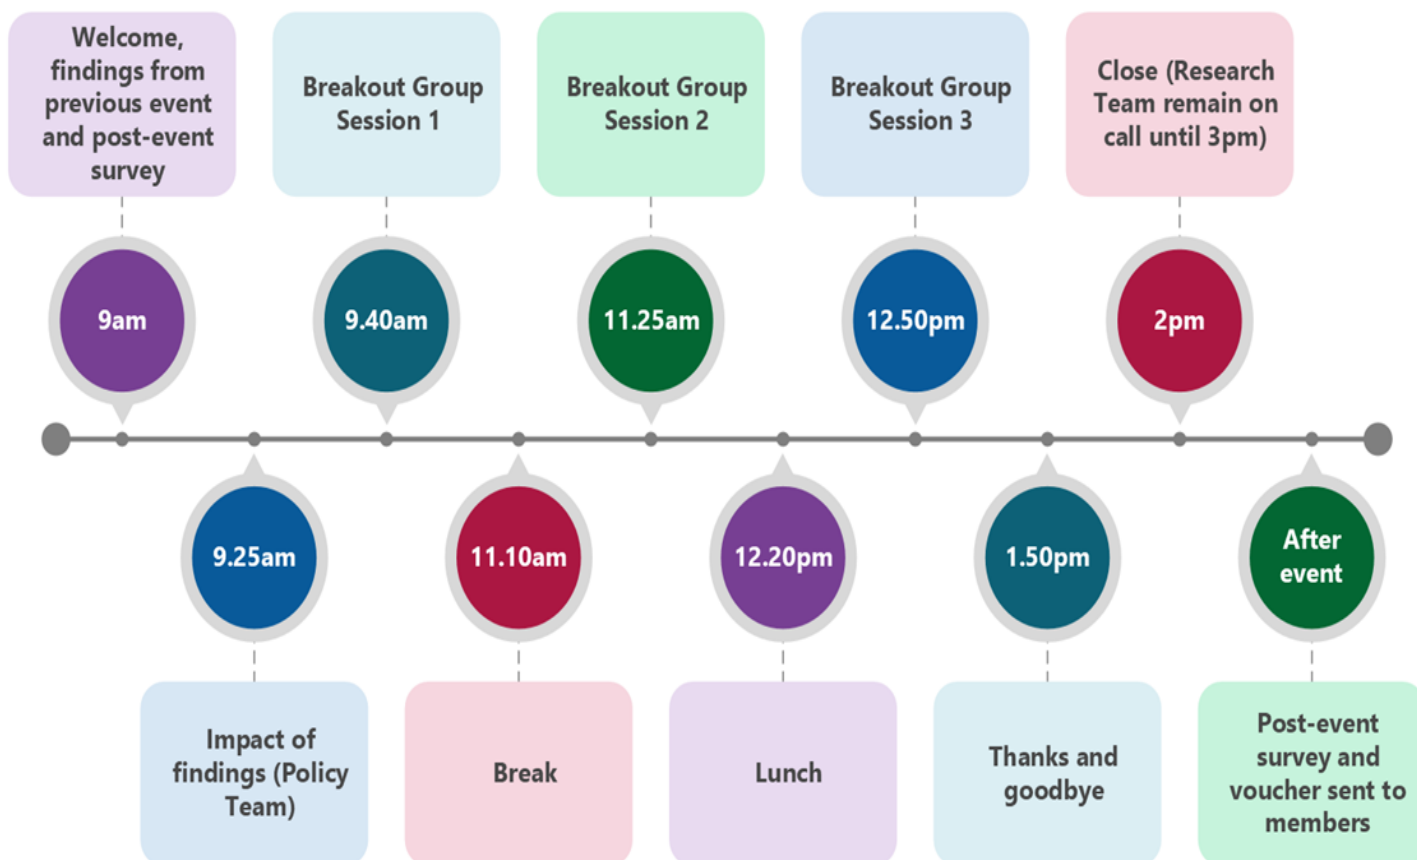 Welcome,
findings from
previous event
and post-event
survey
9am
Impact of
findings (Policy
Team)
9.25am
Breakout Group
Session 1
9.40am
Break
11.10am
Breakout Group
Session 2
11.25am
Lunch
12.20pm
Breakout Group
Session 3
12.50pm
Thanks and
goodbye
1.50pm
Close (Research
Team remain on
call until 3pm)
2pm
After
event
Post-event
survey and
voucher sent to
members